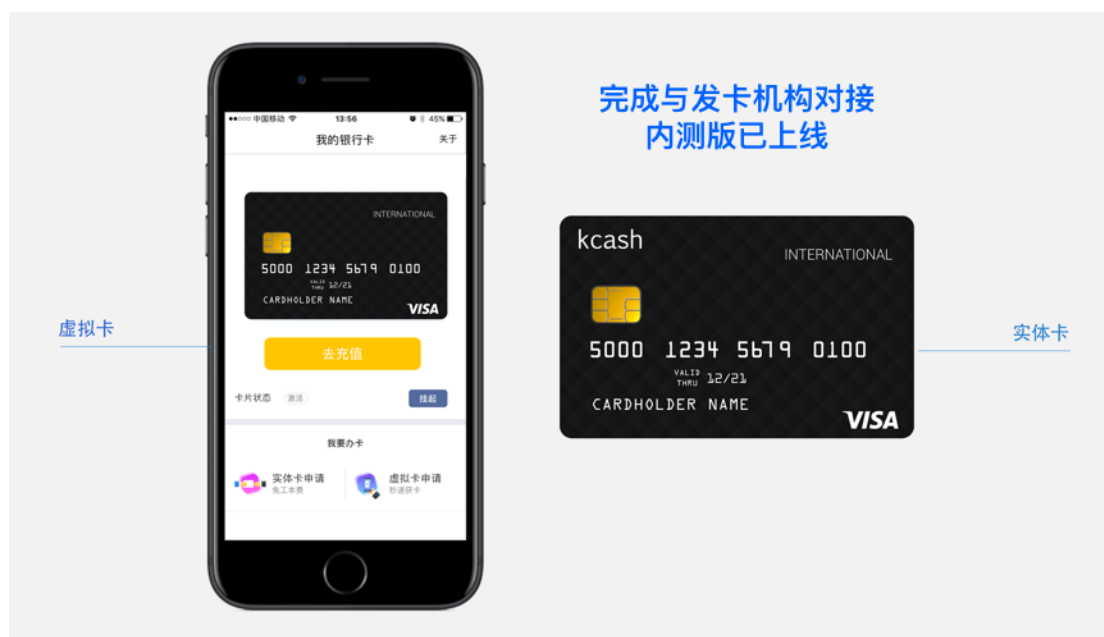 完成与发卡机构对接
内测版已上线
中国移动 13:56 45%
我的银行卡 关于
INTERNATIONAL
5000 1234 5679 0100
VALID
THRU 12/21
CARDHOLDER NAME
VISA
去充值
卡片状态 激活 挂起
我要办卡
实体卡申请
免工本费
虚拟卡申请
秒速获卡
虚拟卡
kcash
INTERNATIONAL
5000 1234 5679 0100
VALID
THRU 12/21
CARDHOLDER NAME
VISA
实体卡